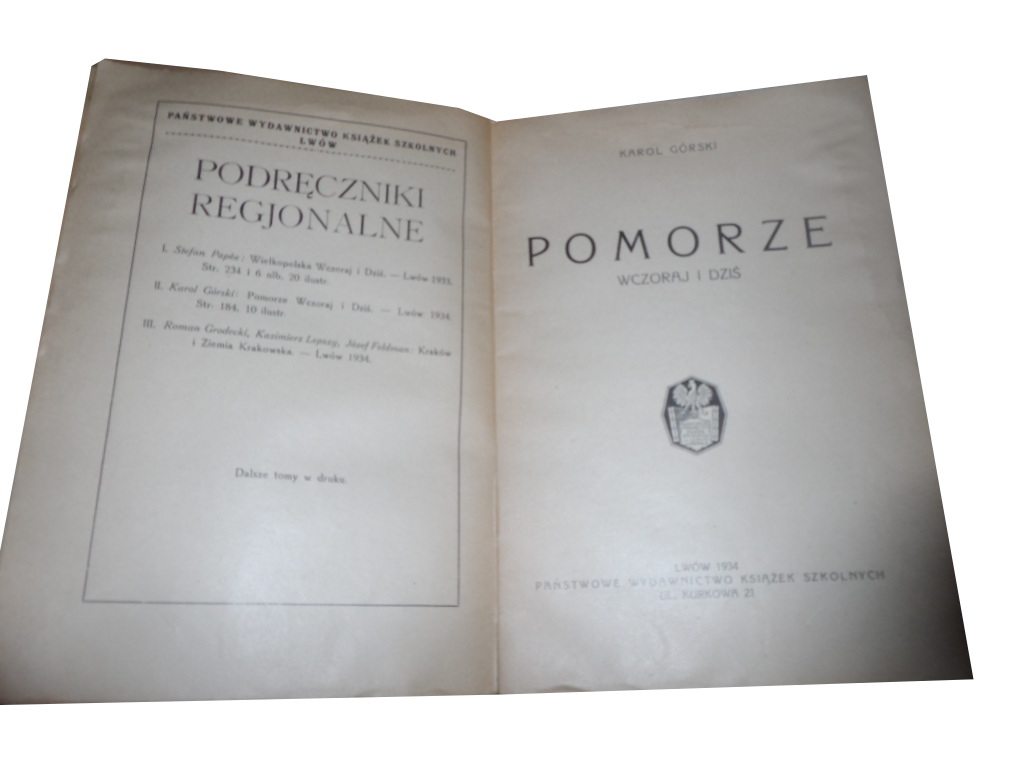 PAŃSTWOWE WYDAWNICTWO KSIĄŻEK SZKOLNYCH
LWÓW
PODRĘCZNIKI
REGJONALNE
I. Stefan Papée: Wielkopolska Wczoraj i Dziś. — Lwów 1933.
Str. 234 i 6 nlb. 20 ilustr.
II. Karol Górski: Pomorze Wczoraj i Dziś. — Lwów 1934.
Str. 184, 10 ilustr.
III. Roman Grodecki, Kazimierz Lepszy, Józef Feldman: Kraków
i Ziemia Krakowska. — Lwów 1934.
Dalsze tomy w druku.
KAROL GÓRSKI
POMORZE
WCZORAJ I DZIŚ
LWÓW 1934
PAŃSTWOWE WYDAWNICTWO KSIĄŻEK SZKOLNYCH
UL. KURKOWA 21